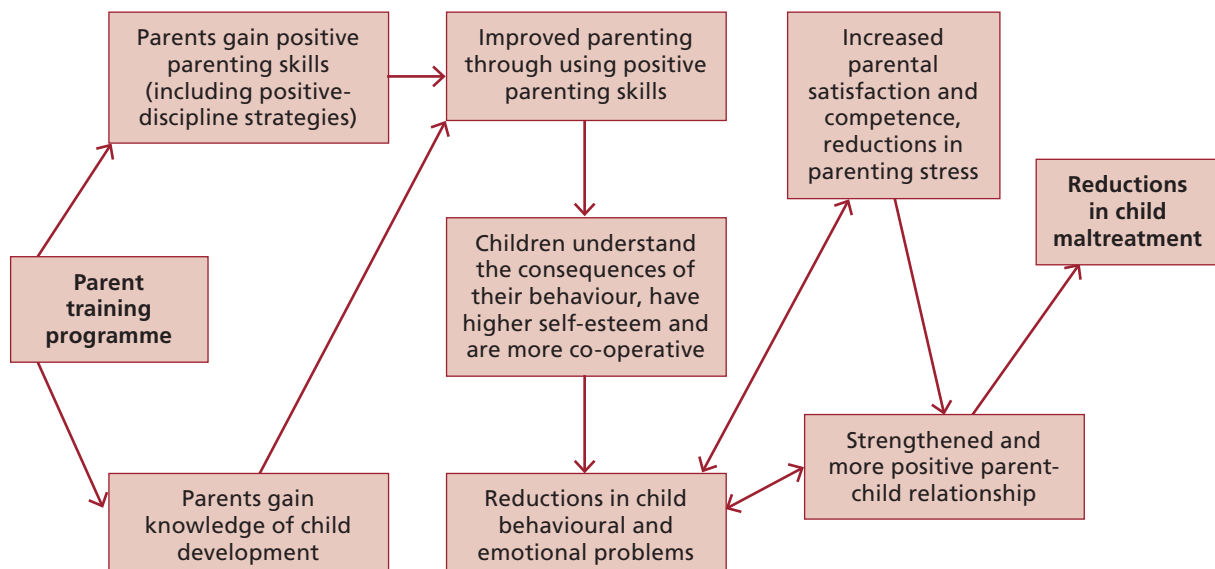 Parents gain positive
parenting skills
(including positive-
discipline strategies)
Improved parenting
through using positive
parenting skills
Increased
parental
satisfaction and
competence,
reductions in
parenting stress
Reductions
in child
maltreatment
Parent
training
programme
Children understand
the consequences of
their behaviour, have
higher self-esteem and
are more co-operative
Strengthened and
more positive parent-
child relationship
Parents gain
knowledge of child
development
Reductions in child
behavioural and
emotional problems